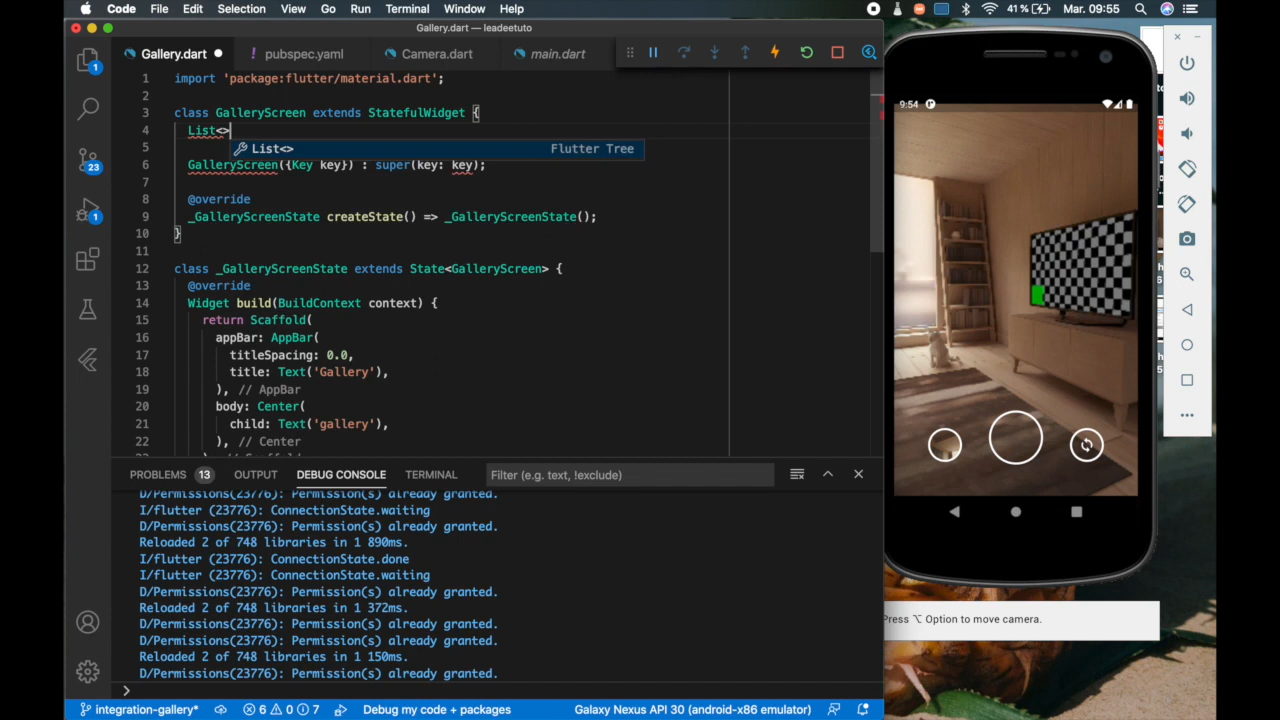 Code File Edit Selection View Go Run Terminal Window Help
41 % Mar. 09:55
Gallery.dart — leadeetuto
Gallery.dart pubspec.yaml Camera.dart main.dart
1 import 'package:flutter/material.dart';
2
3 class GalleryScreen extends StatefulWidget {
4 List<>
List<> Flutter Tree
5
6 GalleryScreen({Key key}) : super(key: key);
7
8 @override
9 _GalleryScreenState createState() => _GalleryScreenState();
10 }
11
12 class _GalleryScreenState extends State<GalleryScreen> {
13 @override
14 Widget build(BuildContext context) {
15 return Scaffold(
16 appBar: AppBar(
17 titleSpacing: 0.0,
18 title: Text('Gallery'),
19 ), // AppBar
20 body: Center(
21 child: Text('gallery'),
22 ), // Center
1
23
1
PROBLEMS 13 OUTPUT DEBUG CONSOLE TERMINAL Filter (e.g. text, !exclude)
D/Permissions(23776): Permission(s) already granted.
I/flutter (23776): ConnectionState.waiting
D/Permissions(23776): Permission(s) already granted.
Reloaded 2 of 748 libraries in 1 890ms.
I/flutter (23776): ConnectionState.done
I/flutter (23776): ConnectionState.waiting
D/Permissions(23776): Permission(s) already granted.
Reloaded 2 of 748 libraries in 1 372ms.
D/Permissions(23776): Permission(s) already granted.
D/Permissions(23776): Permission(s) already granted.
Reloaded 2 of 748 libraries in 1 150ms.
D/Permissions(23776): Permission(s) already granted.
integration-gallery* 6 0 7 Debug my code + packages Galaxy Nexus API 30 (android-x86 emulator)
9:54
Press ⌥ Option to move camera.